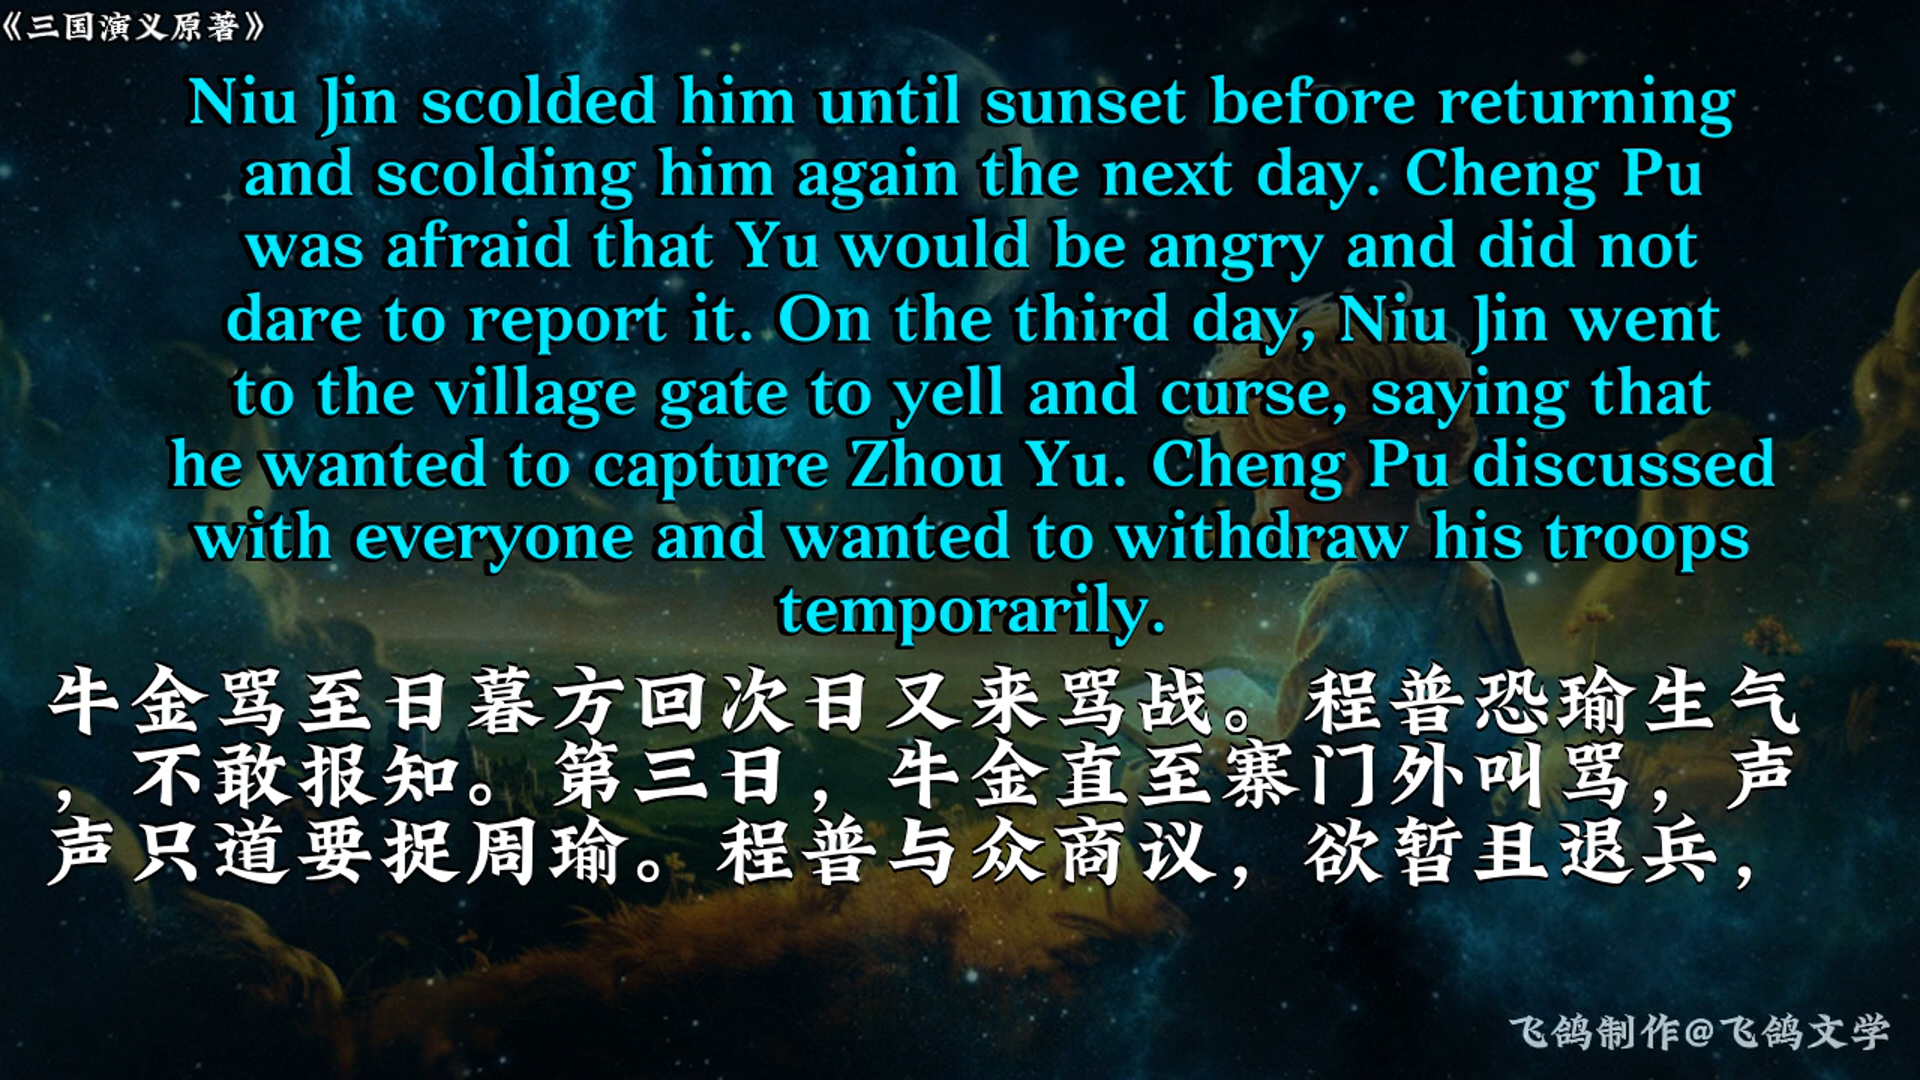 《三国演义原著》
Niu Jin scolded him until sunset before returning
and scolding him again the next day. Cheng Pu
was afraid that Yu would be angry and did not
dare to report it. On the third day, Niu Jin went
to the village gate to yell and curse, saying that
he wanted to capture Zhou Yu. Cheng Pu discussed
with everyone and wanted to withdraw his troops
temporarily.
牛金骂至日暮方回次日又来骂战。程普恐瑜生气
，不敢报知。第三日，牛金直至寨门外叫骂，声
声只道要捉周瑜。程普与众商议，欲暂且退兵，
飞鸽制作@飞鸽文学